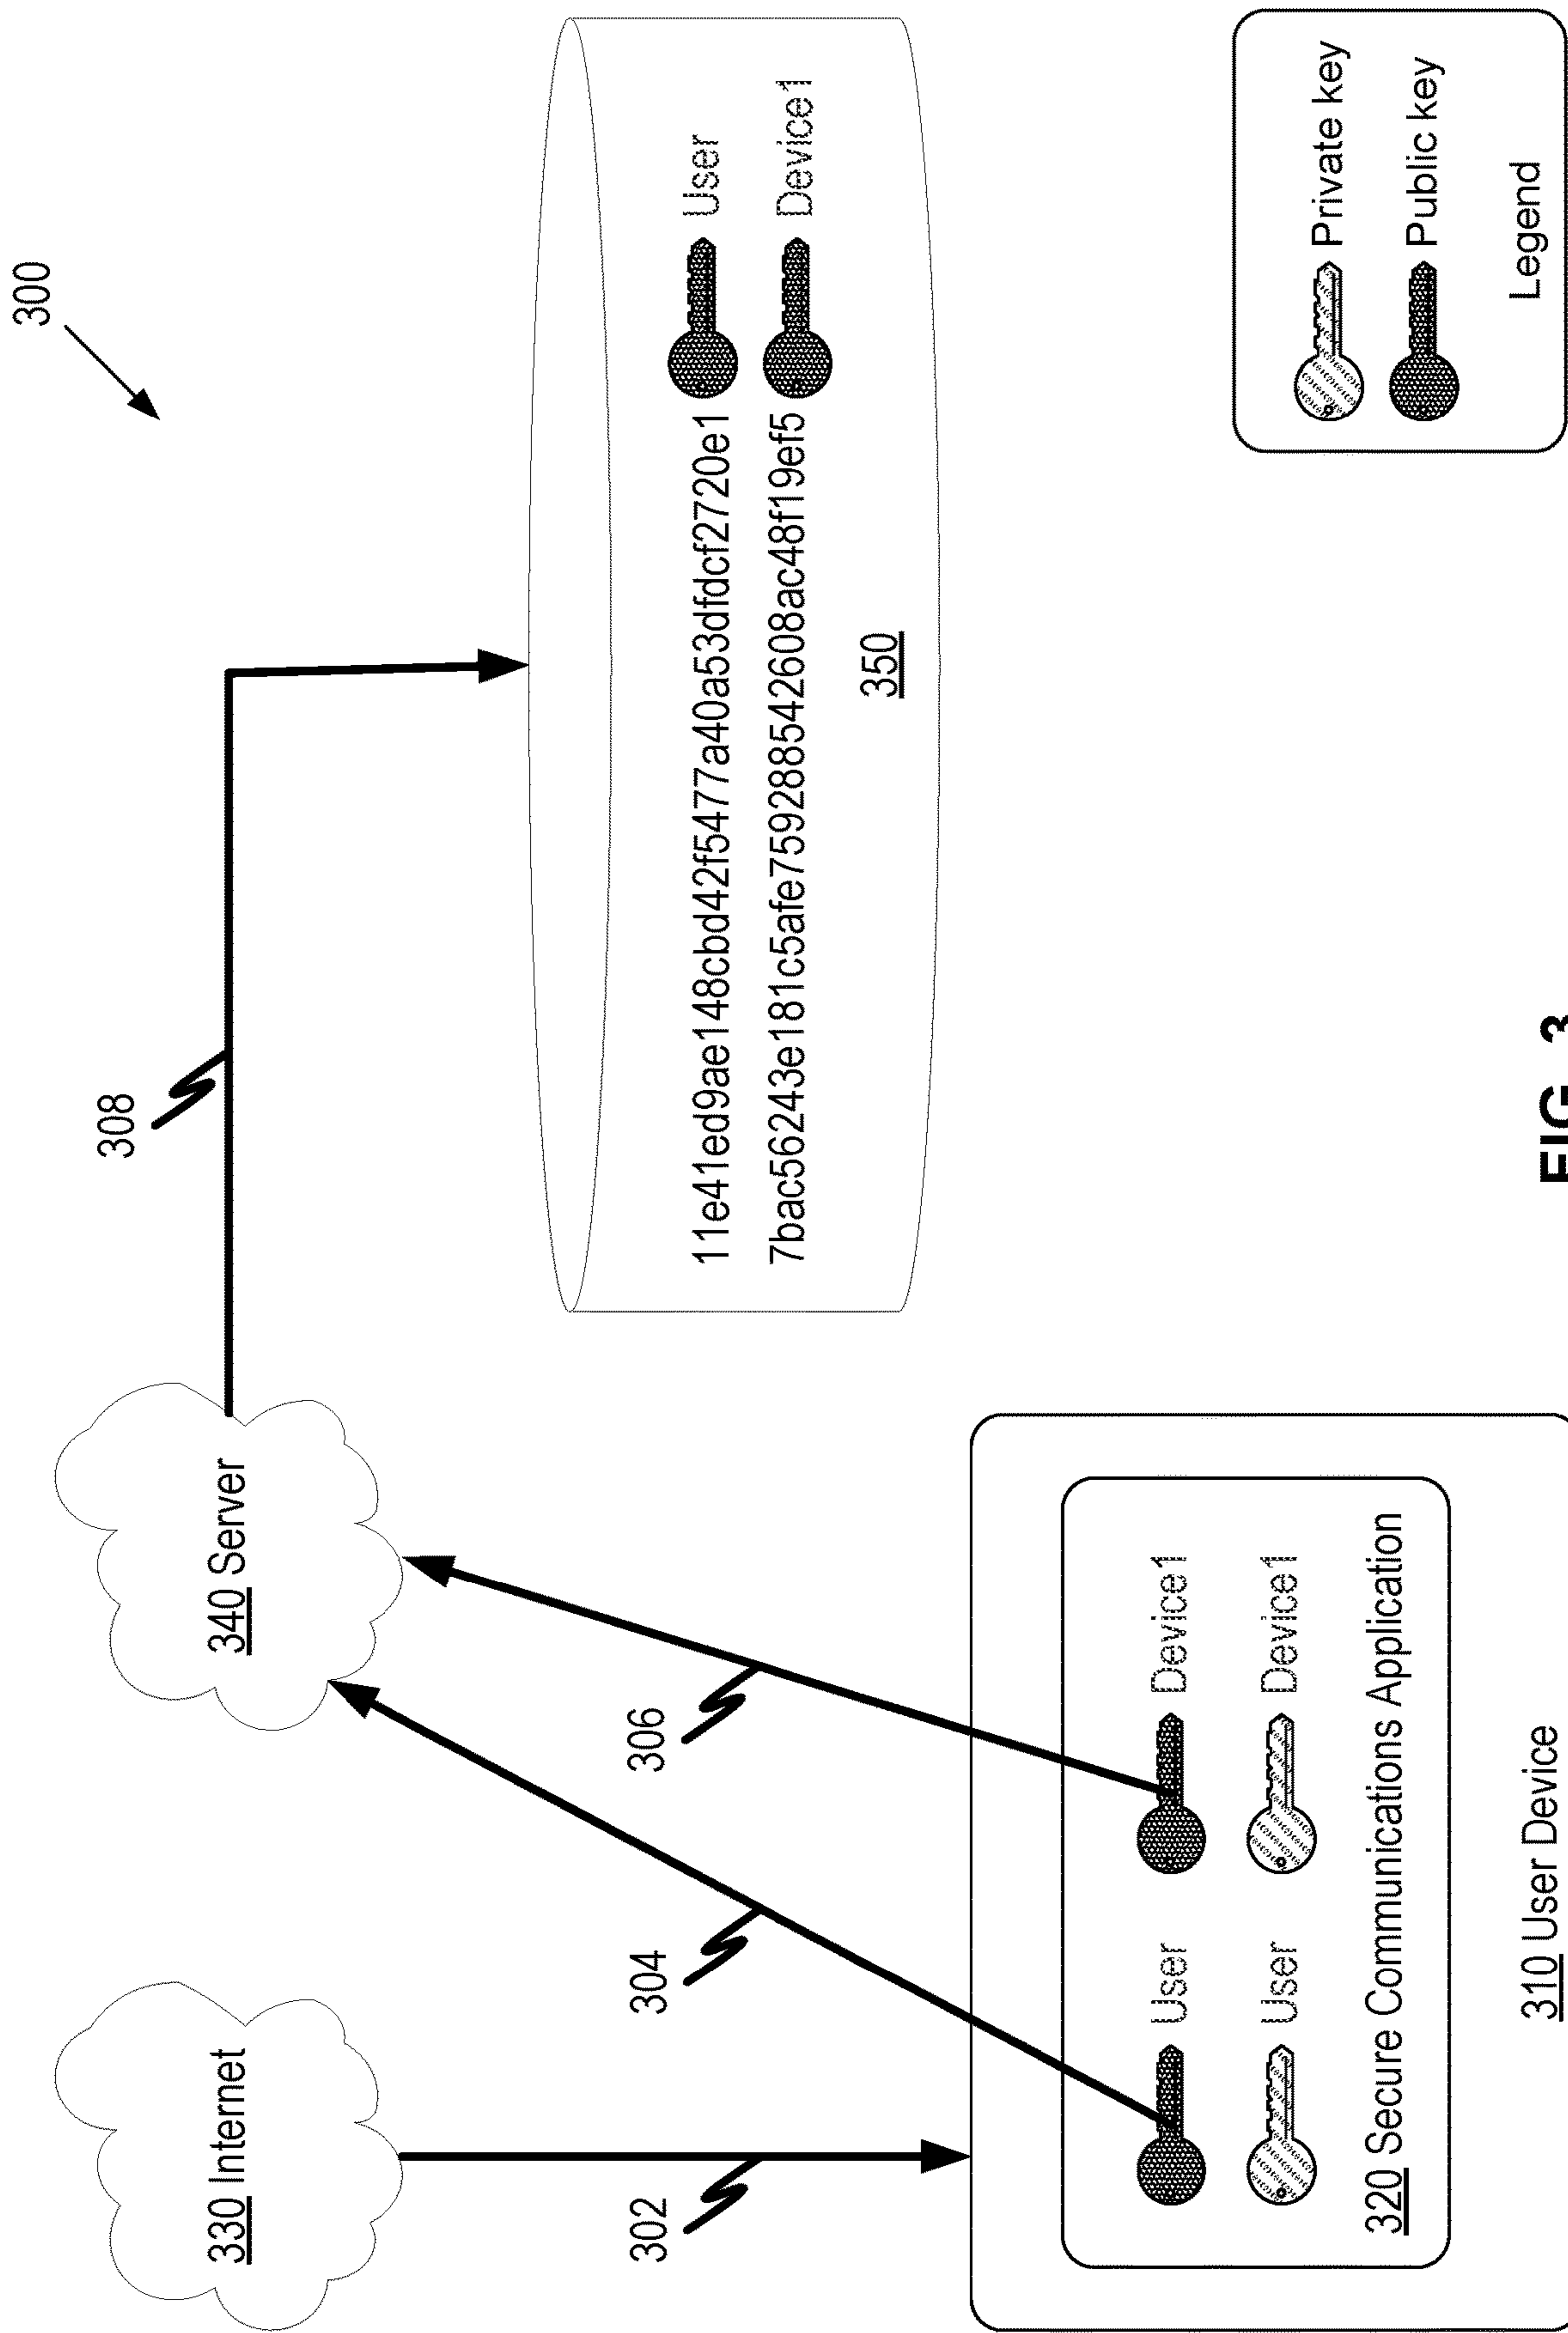 300
330 Internet
340 Server
308
302
304
306
11e41ed9ae148cbd42f5477a40a53dfdcf2720e1
User
7bac56243e181c5afe7592885542608ac48f19ef5
Device1
350
User
Device1
User
Device1
320 Secure Communications Application
310 User Device
Private key
Public key
Legend
FIG. 3